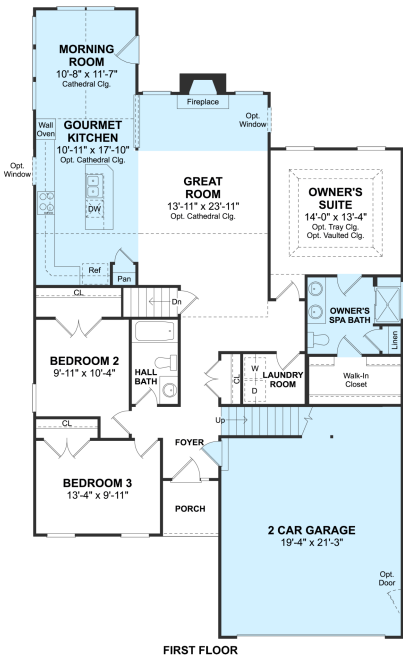 MORNING
ROOM
10'-8" x 11'-7"
Cathedral Clg.
Fireplace
Wall
Oven
GOURMET
KITCHEN
10'-11" x 17'-10"
Opt. Cathedral Clg.
Opt.
Window
Opt.
Window
DW
GREAT
ROOM
13'-11" x 23'-11"
Opt. Cathedral Clg.
OWNER'S
SUITE
14'-0" x 13'-4"
Opt. Tray Clg.
Opt. Vaulted Clg.
Ref
Pan
CL
Dn
OWNER'S
SPA BATH
Linen
BEDROOM 2
9'-11" x 10'-4"
HALL
BATH
CL
W
D
LAUNDRY
ROOM
Walk-In
Closet
CL
Up
FOYER
BEDROOM 3
13'-4" x 9'-11"
PORCH
2 CAR GARAGE
19'-4" x 21'-3"
Opt.
Door
FIRST FLOOR